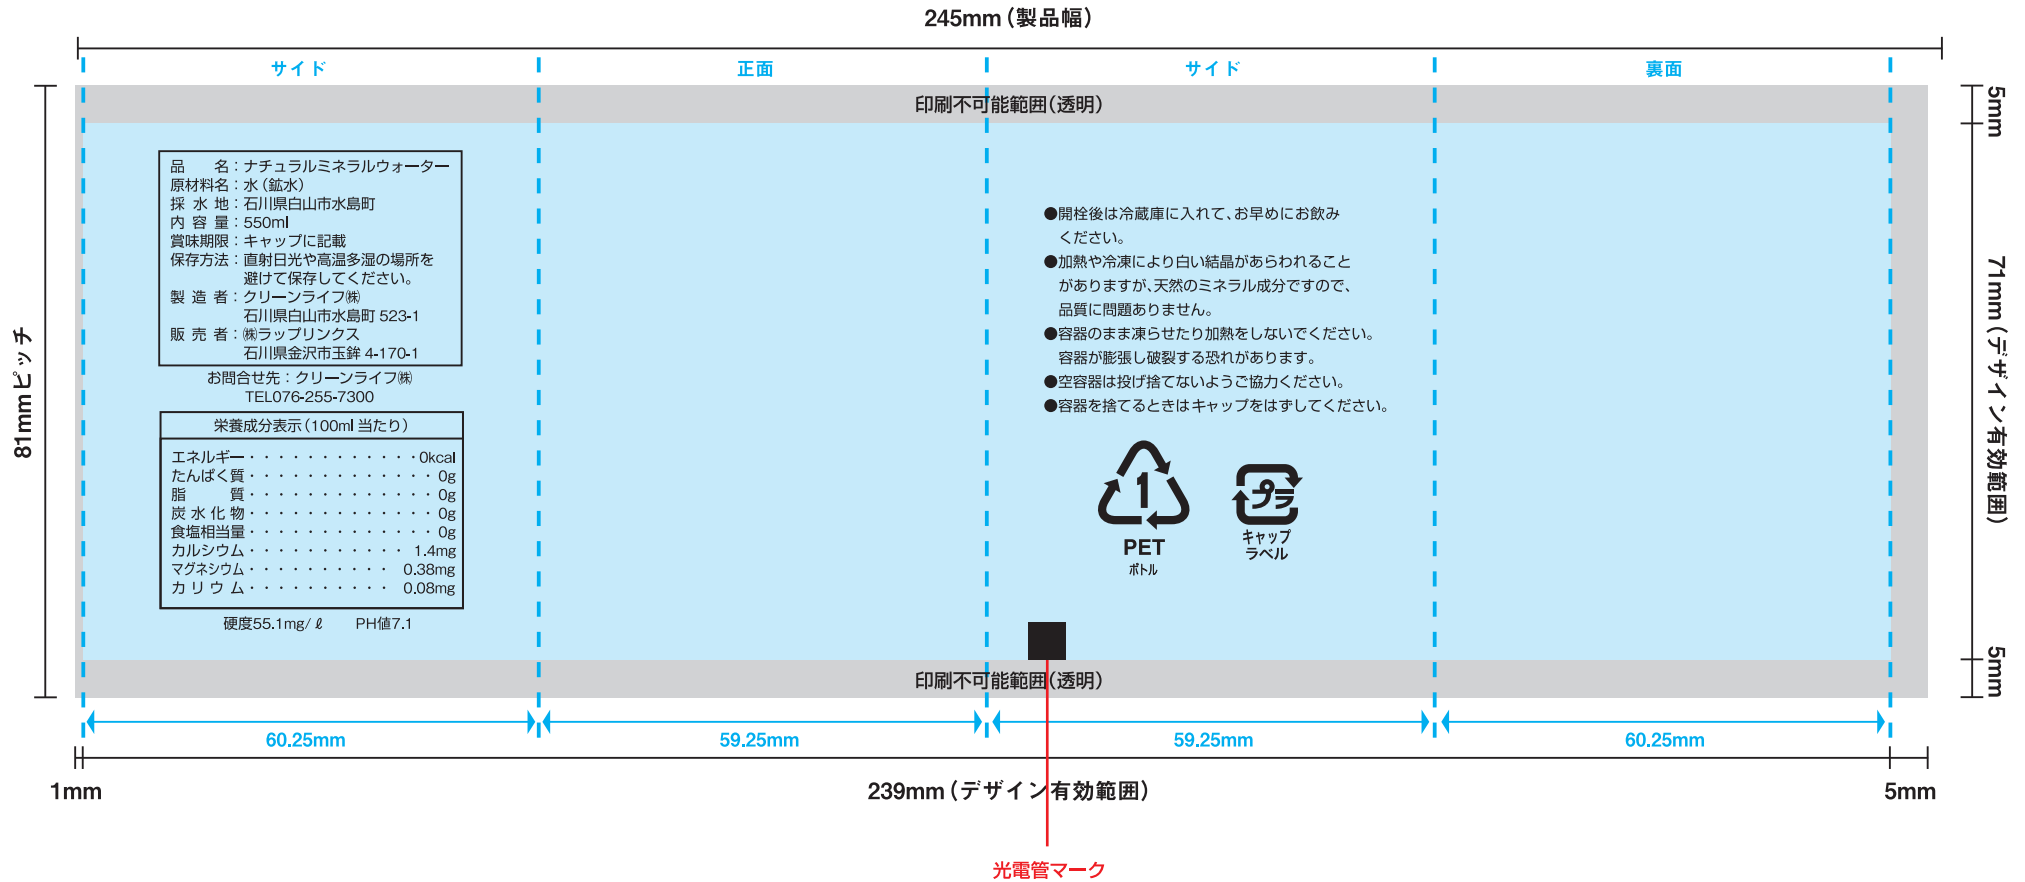 245mm（製品幅）
サイド
正面
サイド
裏面
印刷不可能範囲（透明）
5mm
71mm（デザイン有効範囲）
5mm
81mmピッチ
品　　名：ナチュラルミネラルウォーター
原材料名：水（鉱水）
採 水 地：石川県白山市水島町
内 容 量：550ml
賞味期限：キャップに記載
保存方法：直射日光や高温多湿の場所を
避けて保存してください。
製 造 者：クリーンライフ㈱
石川県白山市水島町 523-1
販 売 者：㈱ラップリンクス
石川県金沢市玉鉾 4-170-1
お問合せ先：クリーンライフ㈱
TEL076-255-7300
栄養成分表示（100ml 当たり）
エネルギー・・・・・・・・・・・・0kcal
たんぱく質・・・・・・・・・・・・・0g
脂　　質・・・・・・・・・・・・・0g
炭 水 化 物・・・・・・・・・・・・・0g
食塩相当量・・・・・・・・・・・・・0g
カルシウム・・・・・・・・・・・1.4mg
マグネシウム・・・・・・・・・・0.38mg
カ リ ウ ム・・・・・・・・・・0.08mg
硬度55.1mg/ℓ　　PH値7.1
●開栓後は冷蔵庫に入れて、お早めにお飲み
ください。
●加熱や冷凍により白い結晶があらわれること
がありますが、天然のミネラル成分ですので、
品質に問題ありません。
●容器のまま凍らせたり加熱をしないでください。
容器が膨張し破裂する恐れがあります。
●空容器は投げ捨てないようご協力ください。
●容器を捨てるときはキャップをはずしてください。
1
PET
ボトル
プラ
キャップ
ラベル
印刷不可能範囲（透明）
60.25mm
59.25mm
59.25mm
60.25mm
1mm
239mm（デザイン有効範囲）
5mm
光電管マーク